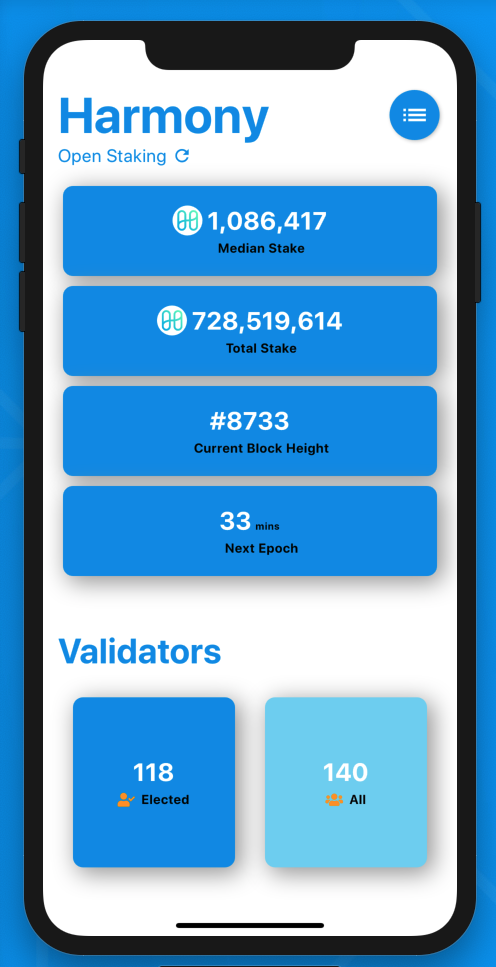 Harmony
Open Staking
1,086,417
Median Stake
728,519,614
Total Stake
#8733
Current Block Height
33 mins
Next Epoch
Validators
118
Elected
140
All